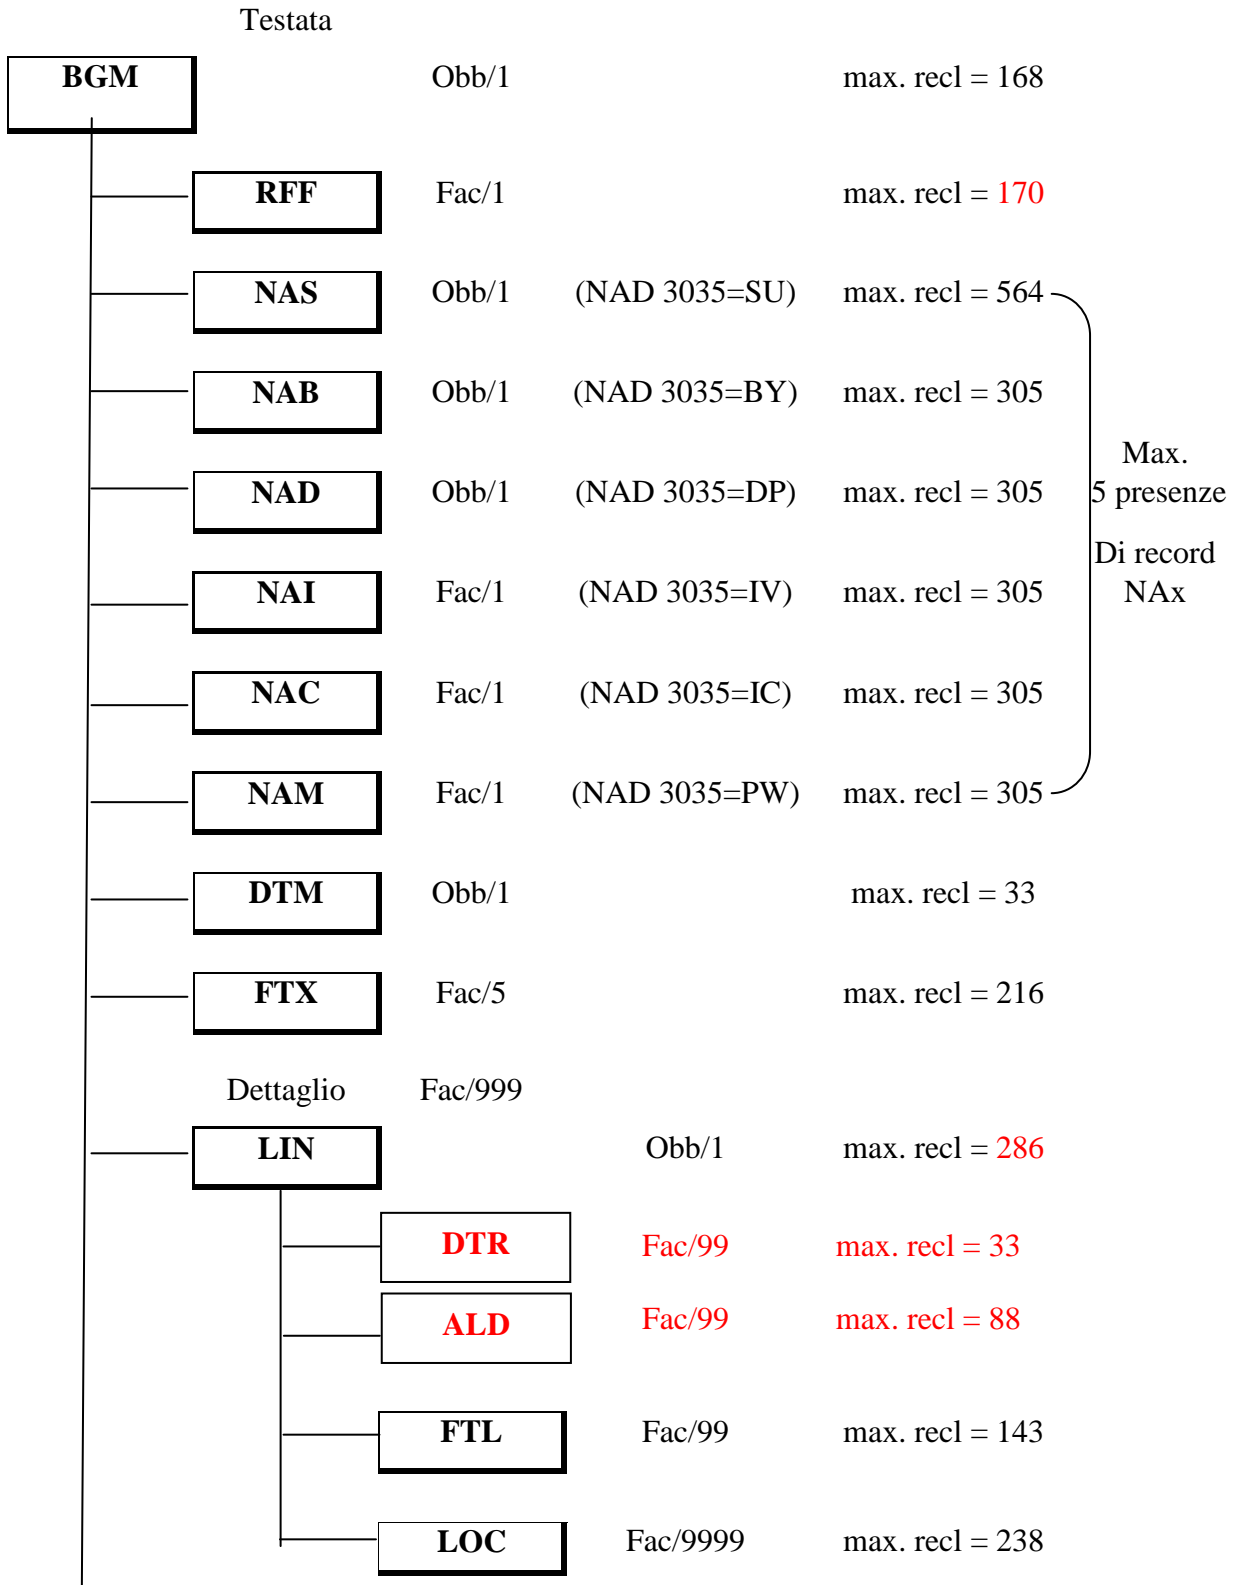 Testata
BGM Obb/1 max. recl = 168
RFF Fac/1 max. recl = 170
NAS Obb/1 (NAD 3035=SU) max. recl = 564
NAB Obb/1 (NAD 3035=BY) max. recl = 305
Max.
NAD Obb/1 (NAD 3035=DP) max. recl = 305 5 presenze
Di record
NAI Fac/1 (NAD 3035=IV) max. recl = 305 NAx
NAC Fac/1 (NAD 3035=IC) max. recl = 305
NAM Fac/1 (NAD 3035=PW) max. recl = 305
DTM Obb/1 max. recl = 33
FTX Fac/5 max. recl = 216
Dettaglio Fac/999
LIN Obb/1 max. recl = 286
DTR Fac/99 max. recl = 33
ALD Fac/99 max. recl = 88
FTL Fac/99 max. recl = 143
LOC Fac/9999 max. recl = 238